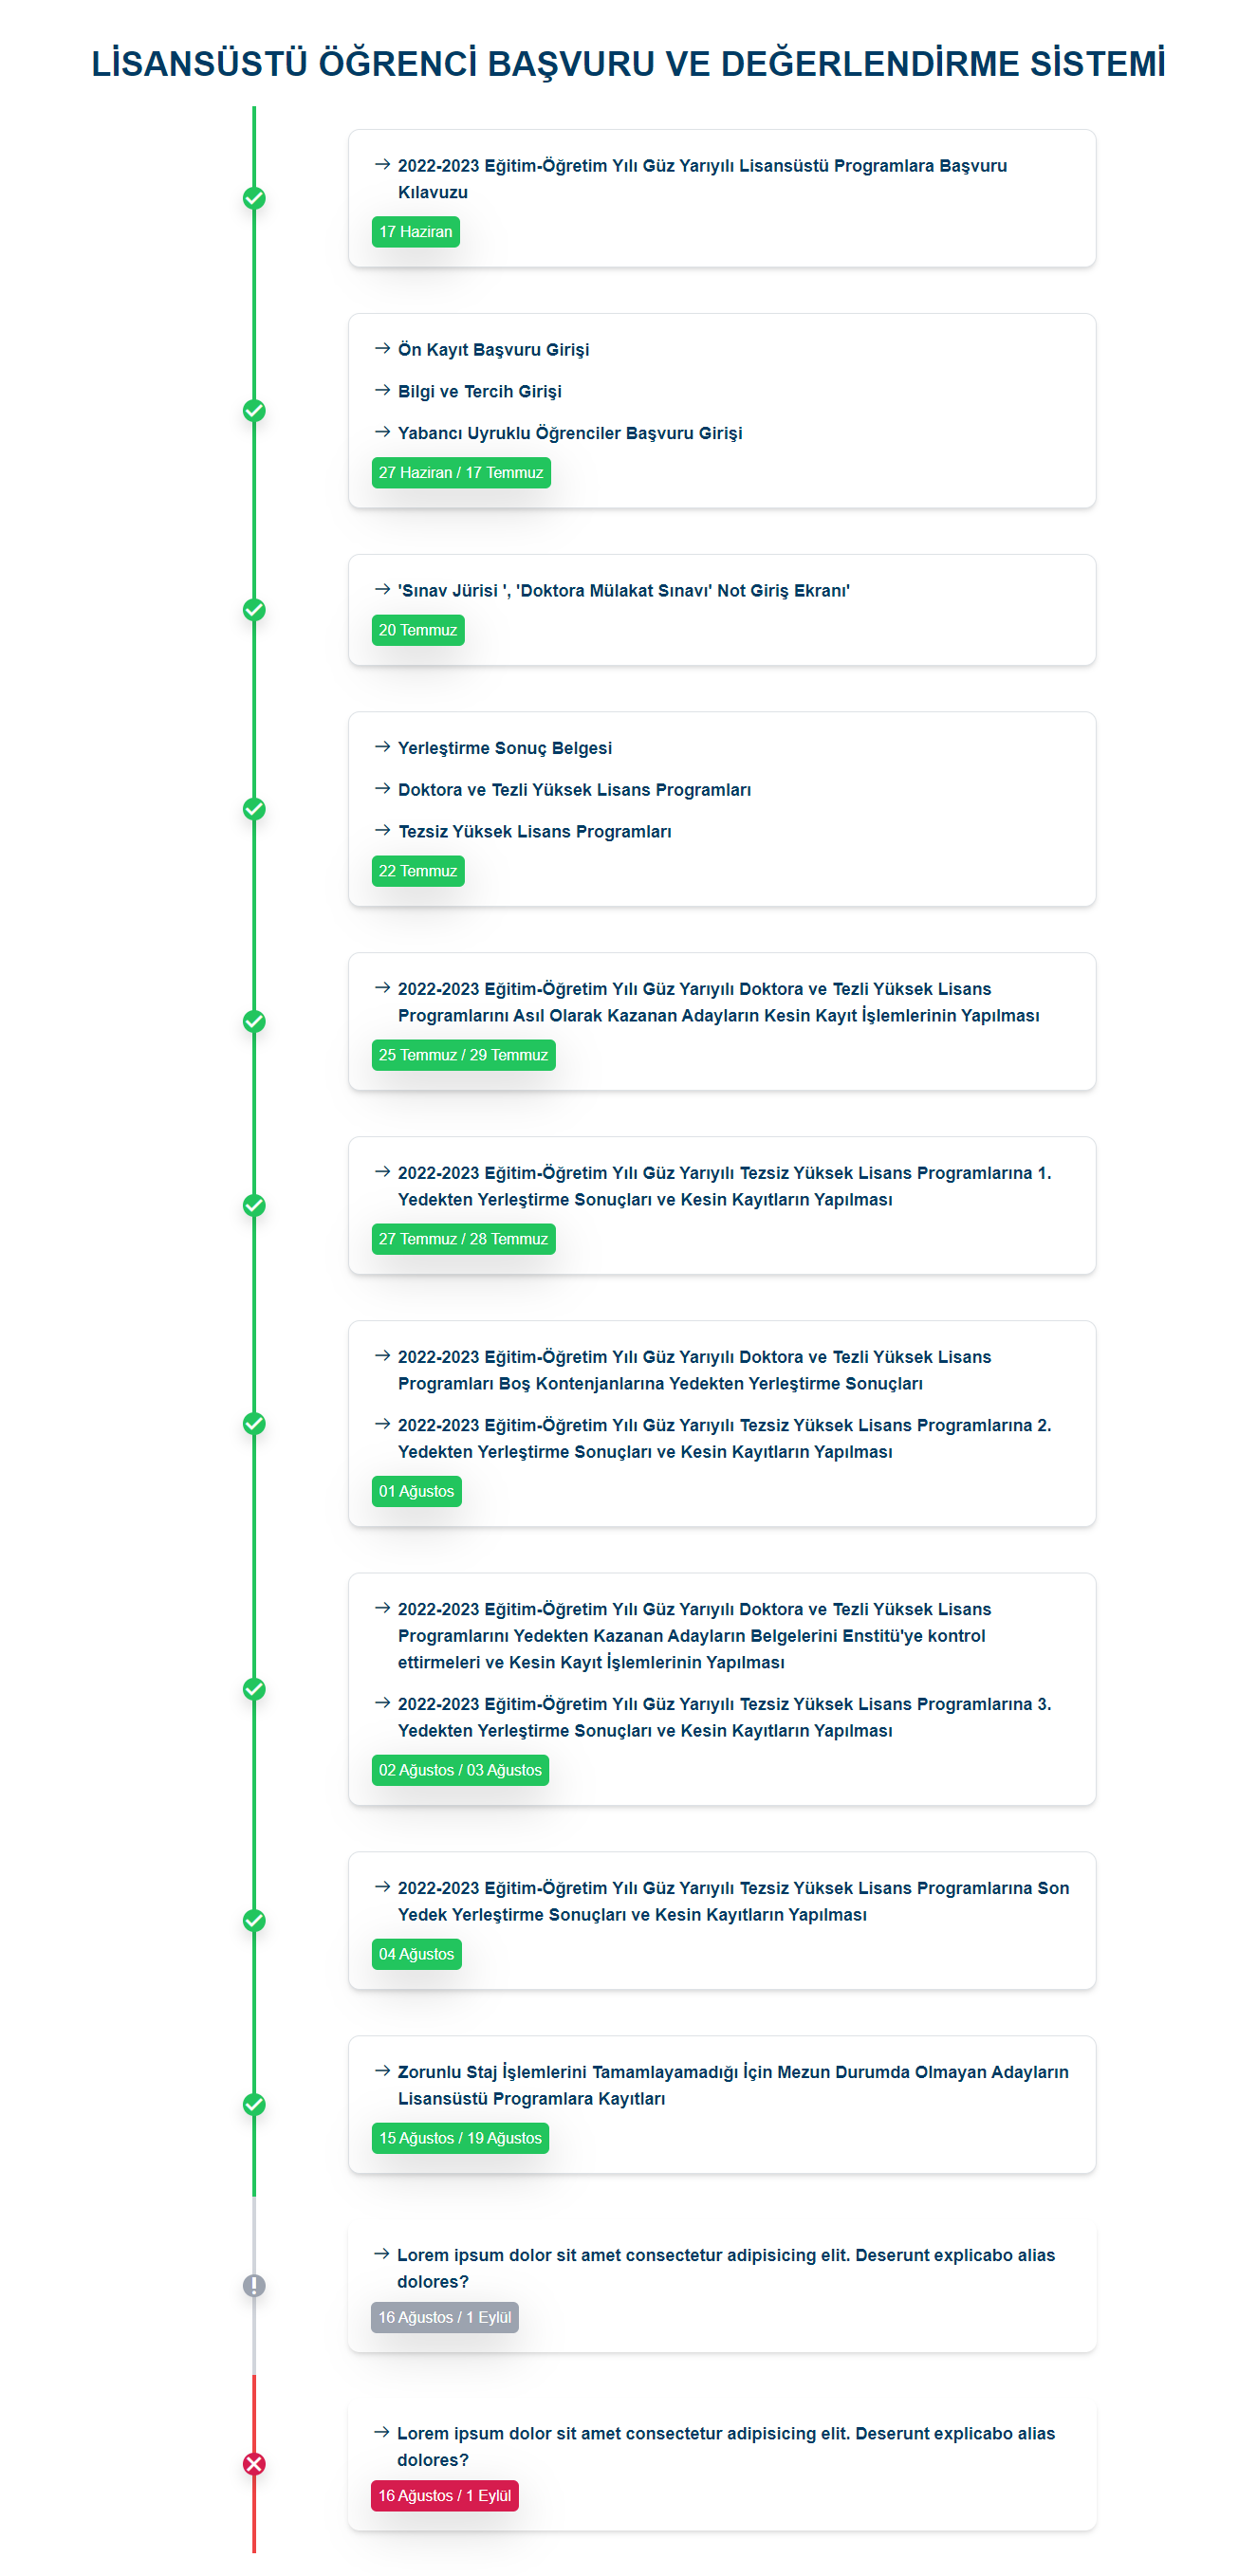 LİSANSÜSTÜ ÖĞRENCİ BAŞVURU VE DEĞERLENDİRME SİSTEMİ
2022-2023 Eğitim-Öğretim Yılı Güz Yarıyılı Lisansüstü Programlara Başvuru
Kılavuzu
17 Haziran
Ön Kayıt Başvuru Girişi
Bilgi ve Tercih Girişi
Yabancı Uyruklu Öğrenciler Başvuru Girişi
27 Haziran / 17 Temmuz
'Sınav Jürisi ', 'Doktora Mülakat Sınavı' Not Giriş Ekranı'
20 Temmuz
Yerleştirme Sonuç Belgesi
Doktora ve Tezli Yüksek Lisans Programları
Tezsiz Yüksek Lisans Programları
22 Temmuz
2022-2023 Eğitim-Öğretim Yılı Güz Yarıyılı Doktora ve Tezli Yüksek Lisans
Programlarını Asıl Olarak Kazanan Adayların Kesin Kayıt İşlemlerinin Yapılması
25 Temmuz / 29 Temmuz
2022-2023 Eğitim-Öğretim Yılı Güz Yarıyılı Tezsiz Yüksek Lisans Programlarına 1.
Yedekten Yerleştirme Sonuçları ve Kesin Kayıtların Yapılması
27 Temmuz / 28 Temmuz
2022-2023 Eğitim-Öğretim Yılı Güz Yarıyılı Doktora ve Tezli Yüksek Lisans
Programları Boş Kontenjanlarına Yedekten Yerleştirme Sonuçları
2022-2023 Eğitim-Öğretim Yılı Güz Yarıyılı Tezsiz Yüksek Lisans Programlarına 2.
Yedekten Yerleştirme Sonuçları ve Kesin Kayıtların Yapılması
01 Ağustos
2022-2023 Eğitim-Öğretim Yılı Güz Yarıyılı Doktora ve Tezli Yüksek Lisans
Programlarını Yedekten Kazanan Adayların Belgelerini Enstitü'ye kontrol
ettirmeleri ve Kesin Kayıt İşlemlerinin Yapılması
2022-2023 Eğitim-Öğretim Yılı Güz Yarıyılı Tezsiz Yüksek Lisans Programlarına 3.
Yedekten Yerleştirme Sonuçları ve Kesin Kayıtların Yapılması
02 Ağustos / 03 Ağustos
2022-2023 Eğitim-Öğretim Yılı Güz Yarıyılı Tezsiz Yüksek Lisans Programlarına Son
Yedek Yerleştirme Sonuçları ve Kesin Kayıtların Yapılması
04 Ağustos
Zorunlu Staj İşlemlerini Tamamlayamadığı İçin Mezun Durumda Olmayan Adayların
Lisansüstü Programlara Kayıtları
15 Ağustos / 19 Ağustos
Lorem ipsum dolor sit amet consectetur adipisicing elit. Deserunt explicabo alias
dolores?
16 Ağustos / 1 Eylül
Lorem ipsum dolor sit amet consectetur adipisicing elit. Deserunt explicabo alias
dolores?
16 Ağustos / 1 Eylül